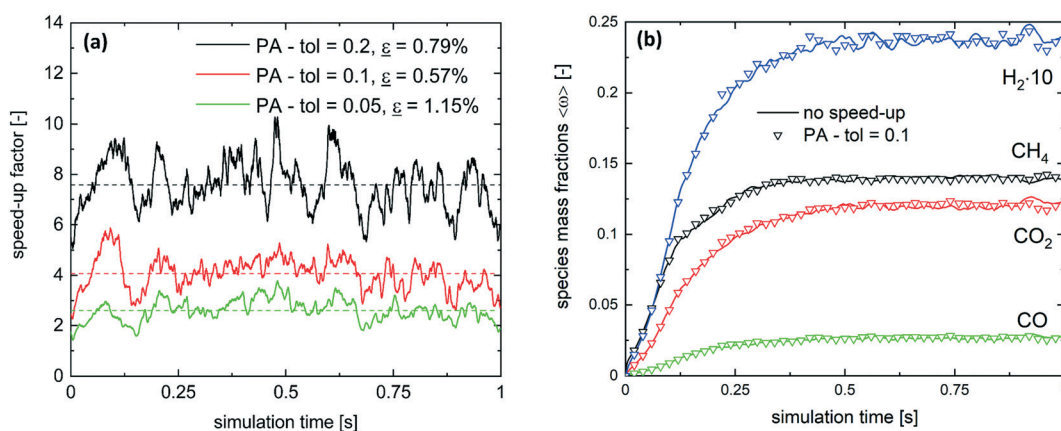 (a)
PA - tol = 0.2, ε = 0.79%
PA - tol = 0.1, ε = 0.57%
PA - tol = 0.05, ε = 1.15%
14
12
10
8
6
4
2
0
speed-up factor [-]
0
0.25
0.5
0.75
1
simulation time [s]
(b)
0.25
0.20
0.15
0.10
0.05
0
species mass fractions <ω> [-]
H₂·10
no speed-up
PA - tol = 0.1
CH₄
CO₂
CO
0
0.25
0.5
0.75
simulation time [s]